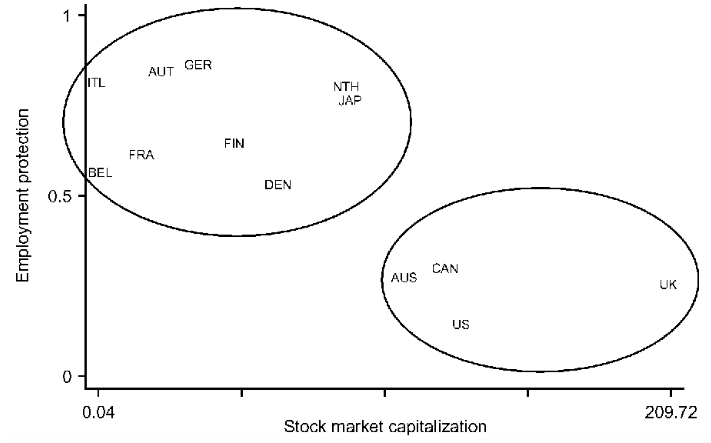 1
GER
AUT
ITL
NTH
JAP
FIN
FRA
BEL
DEN
0.5
Employment protection
CAN
AUS
UK
US
0
0.04
209.72
Stock market capitalization